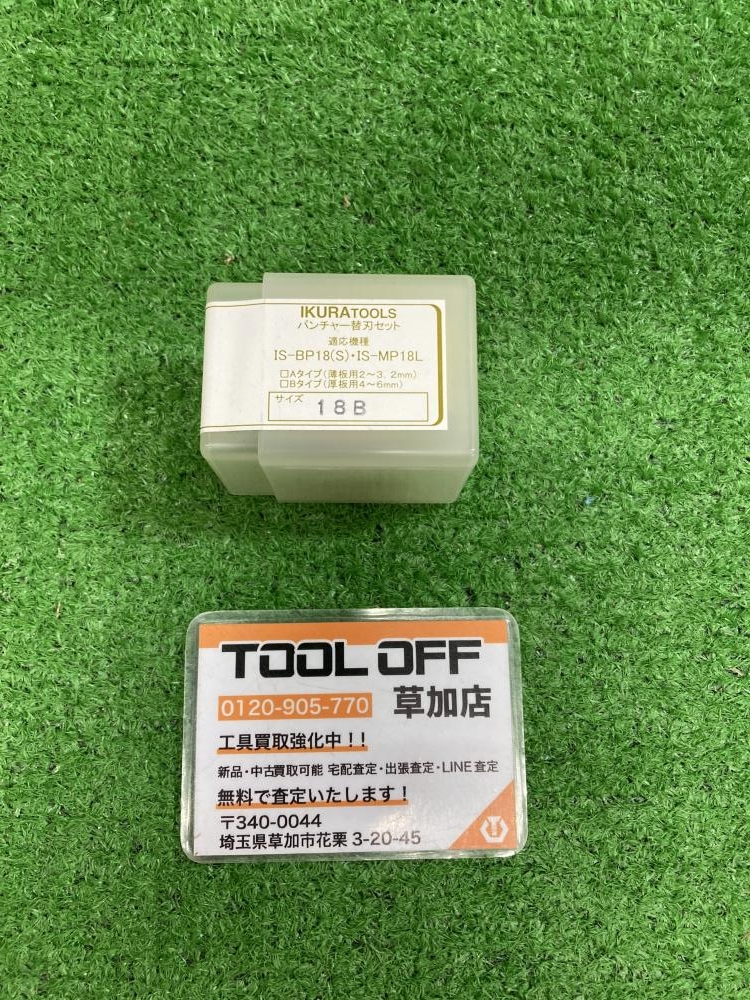 IKURATOOLS
パンチャー替刃セット
適応機種
IS-BP18(S)・IS-MP18L
□Aタイプ(薄板用2〜3.2mm)
□Bタイプ(厚板用4〜6mm)
サイズ 18B
TOOL OFF
0120-905-770 草加店
工具買取強化中!!
新品・中古買取可能 宅配査定・出張査定・LINE査定
無料で査定いたします!
〒340-0044
埼玉県草加市花栗 3-20-45